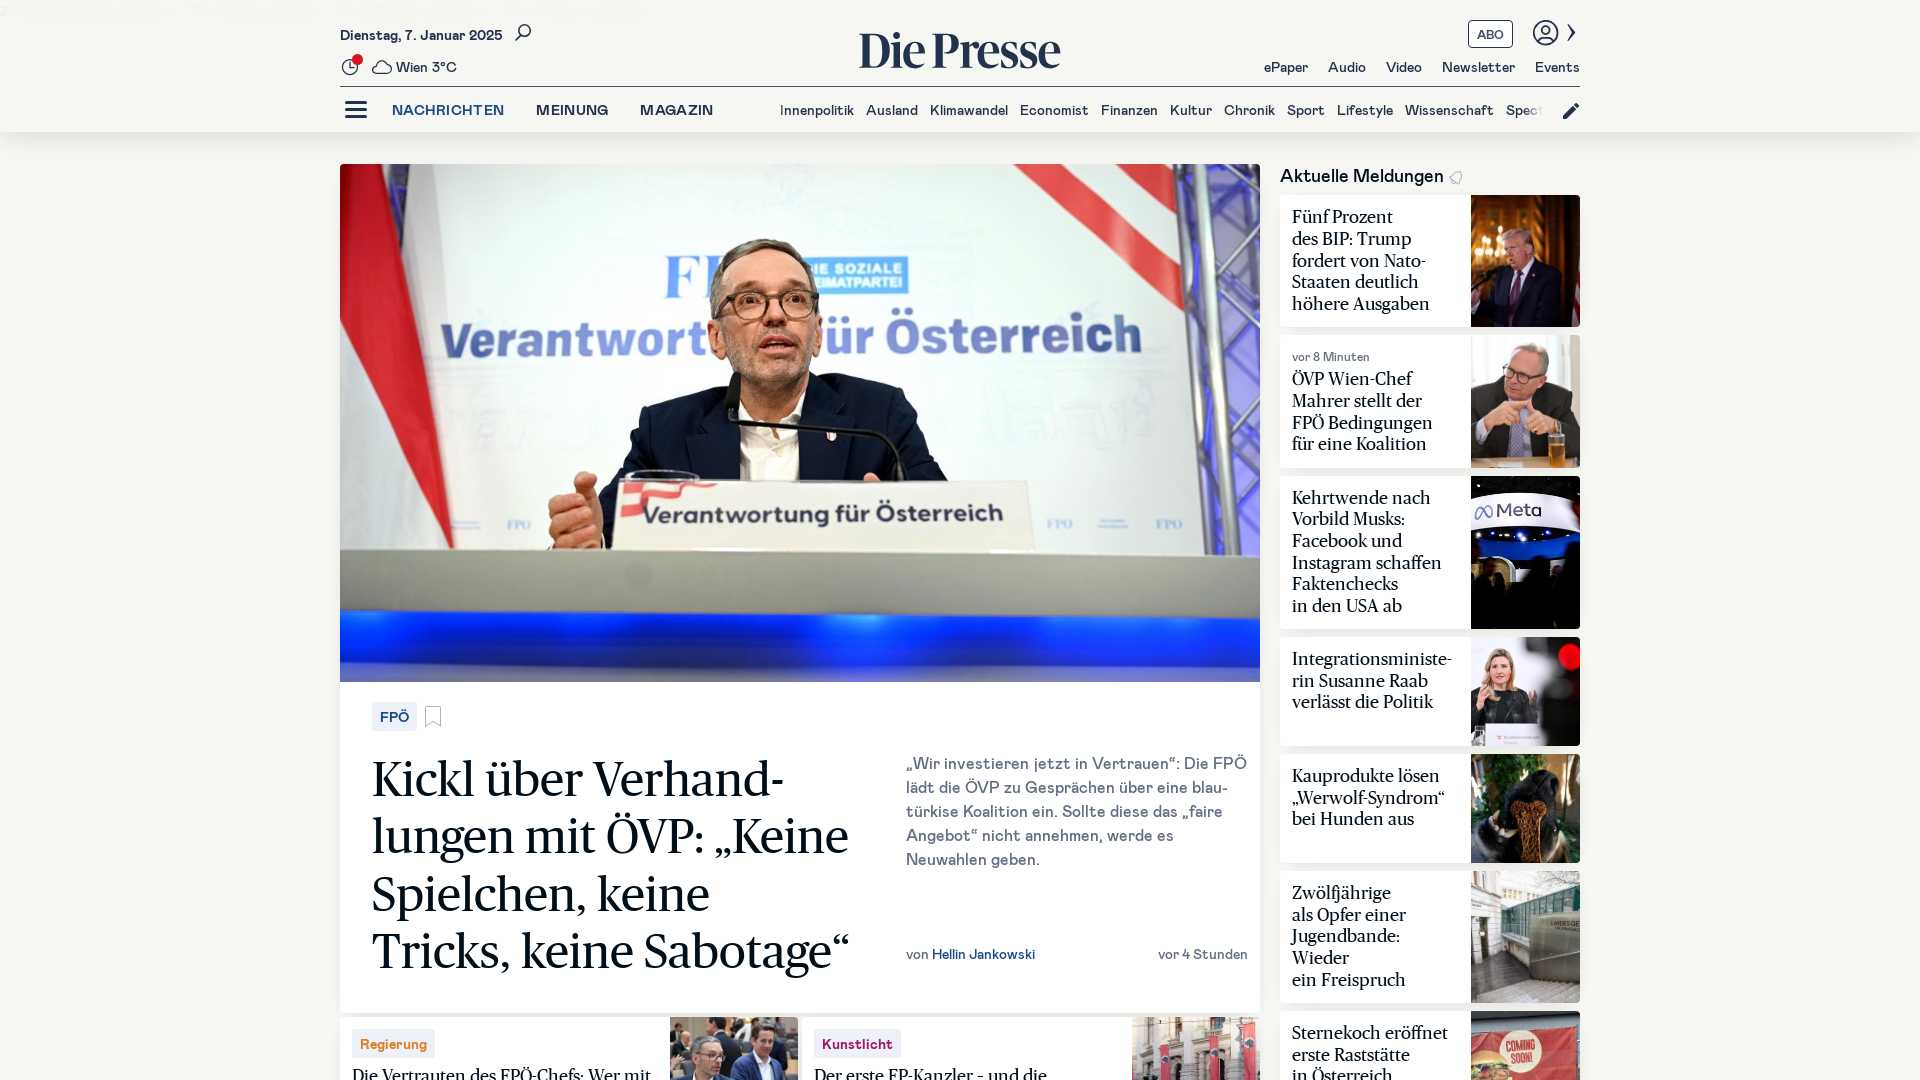 Dienstag, 7. Januar 2025
Wien 3°C
Die Presse
ABO
ePaper Audio Video Newsletter Events
NACHRICHTEN MEINUNG MAGAZIN
Innenpolitik Ausland Klimawandel Economist Finanzen Kultur Chronik Sport Lifestyle Wissenschaft Spect
DIE SOZIALE
HEIMATPARTEI
Verantwortung für Österreich
Verantwortung für Österreich
FPÖ FPÖ FPÖ
FPÖ
Kickl über Verhand-
lungen mit ÖVP: „Keine
Spielchen, keine
Tricks, keine Sabotage“
„Wir investieren jetzt in Vertrauen“: Die FPÖ
lädt die ÖVP zu Gesprächen über eine blau-
türkise Koalition ein. Sollte diese das „faire
Angebot“ nicht annehmen, werde es
Neuwahlen geben.
von Hellin Jankowski vor 4 Stunden
Regierung
Die Vertrauten des FPÖ-Chefs: Wer mit
Kunstlicht
Der erste FP-Kanzler – und die
Aktuelle Meldungen
Fünf Prozent
des BIP: Trump
fordert von Nato-
Staaten deutlich
höhere Ausgaben
vor 8 Minuten
ÖVP Wien-Chef
Mahrer stellt der
FPÖ Bedingungen
für eine Koalition
Kehrtwende nach
Vorbild Musks:
Facebook und
Instagram schaffen
Faktenchecks
in den USA ab
Meta
Integrationsministe-
rin Susanne Raab
verlässt die Politik
Kauprodukte lösen
„Werwolf-Syndrom“
bei Hunden aus
Zwölfjährige
als Opfer einer
Jugendbande:
Wieder
ein Freispruch
Sternekoch eröffnet
erste Raststätte
in Österreich
COMING
SOON!